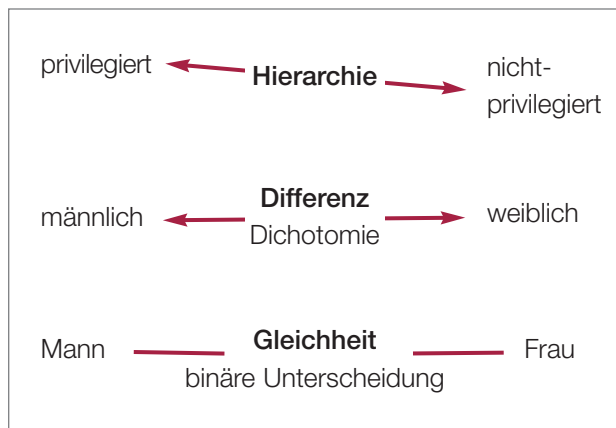 privilegiert Hierarchie nicht-
privilegiert
männlich Differenz weiblich
Dichotomie
Mann Gleichheit Frau
binäre Unterscheidung